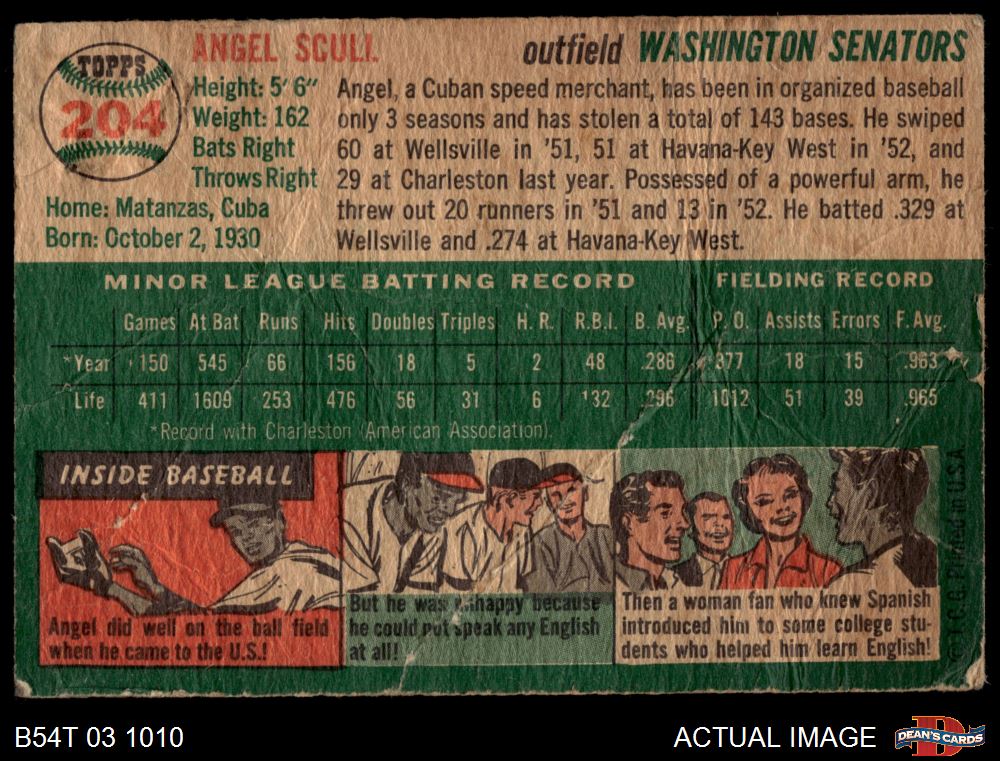 TOPPS
204
ANGEL SCULL
outfield WASHINGTON SENATORS
Height: 5' 6"
Weight: 162
Bats Right
Throws Right
Home: Matanzas, Cuba
Born: October 2, 1930
Angel, a Cuban speed merchant, has been in organized baseball
only 3 seasons and has stolen a total of 143 bases. He swiped
60 at Wellsville in '51, 51 at Havana-Key West in '52, and
29 at Charleston last year. Possessed of a powerful arm, he
threw out 20 runners in '51 and 13 in '52. He batted .329 at
Wellsville and .274 at Havana-Key West.
MINOR LEAGUE BATTING RECORD FIELDING RECORD
Games At Bat Runs Hits Doubles Triples H. R. R.B.I. B. Avg. P. O. Assists Errors F. Avg.
*Year 150 545 66 156 18 5 2 48 .286 377 18 15 .963
Life 411 1609 253 476 56 31 6 132 .296 1012 51 39 .965
*Record with Charleston (American Association).
INSIDE BASEBALL
Angel did well on the ball field
when he came to the U.S.!
But he was unhappy because
he could not speak any English
at all!
Then a woman fan who knew Spanish
introduced him to some college stu-
dents who helped him learn English!
© T. C. G. Printed in U.S.A.
B54T 03 1010
ACTUAL IMAGE
DEAN'S CARDS